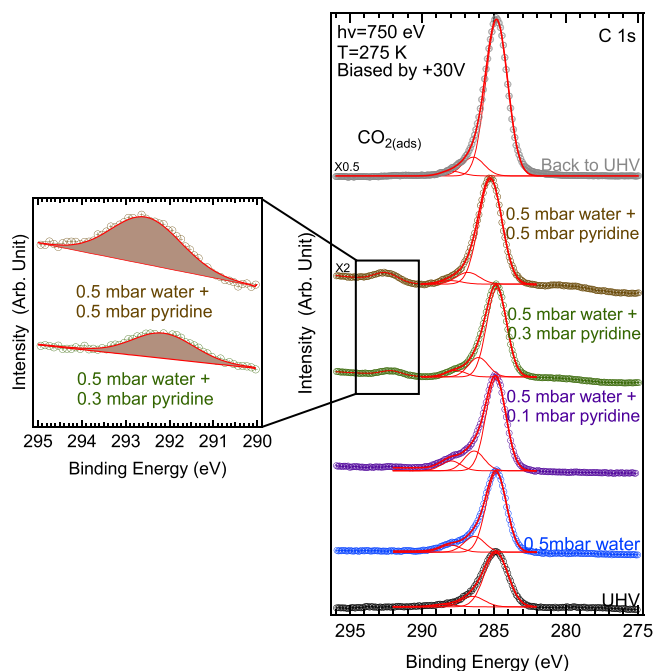 hv=750 eV
C 1s
T=275 K
Biased by +30V
CO2(ads)
X0.5
Back to UHV
0.5 mbar water +
0.5 mbar pyridine
X2
0.5 mbar water +
0.3 mbar pyridine
0.5 mbar water +
0.1 mbar pyridine
0.5mbar water
UHV
Intensity (Arb. Unit)
295 290 285 280 275
Binding Energy (eV)
Intensity (Arb. Unit)
0.5 mbar water +
0.5 mbar pyridine
0.5 mbar water +
0.3 mbar pyridine
295 294 293 292 291 290
Binding Energy (eV)